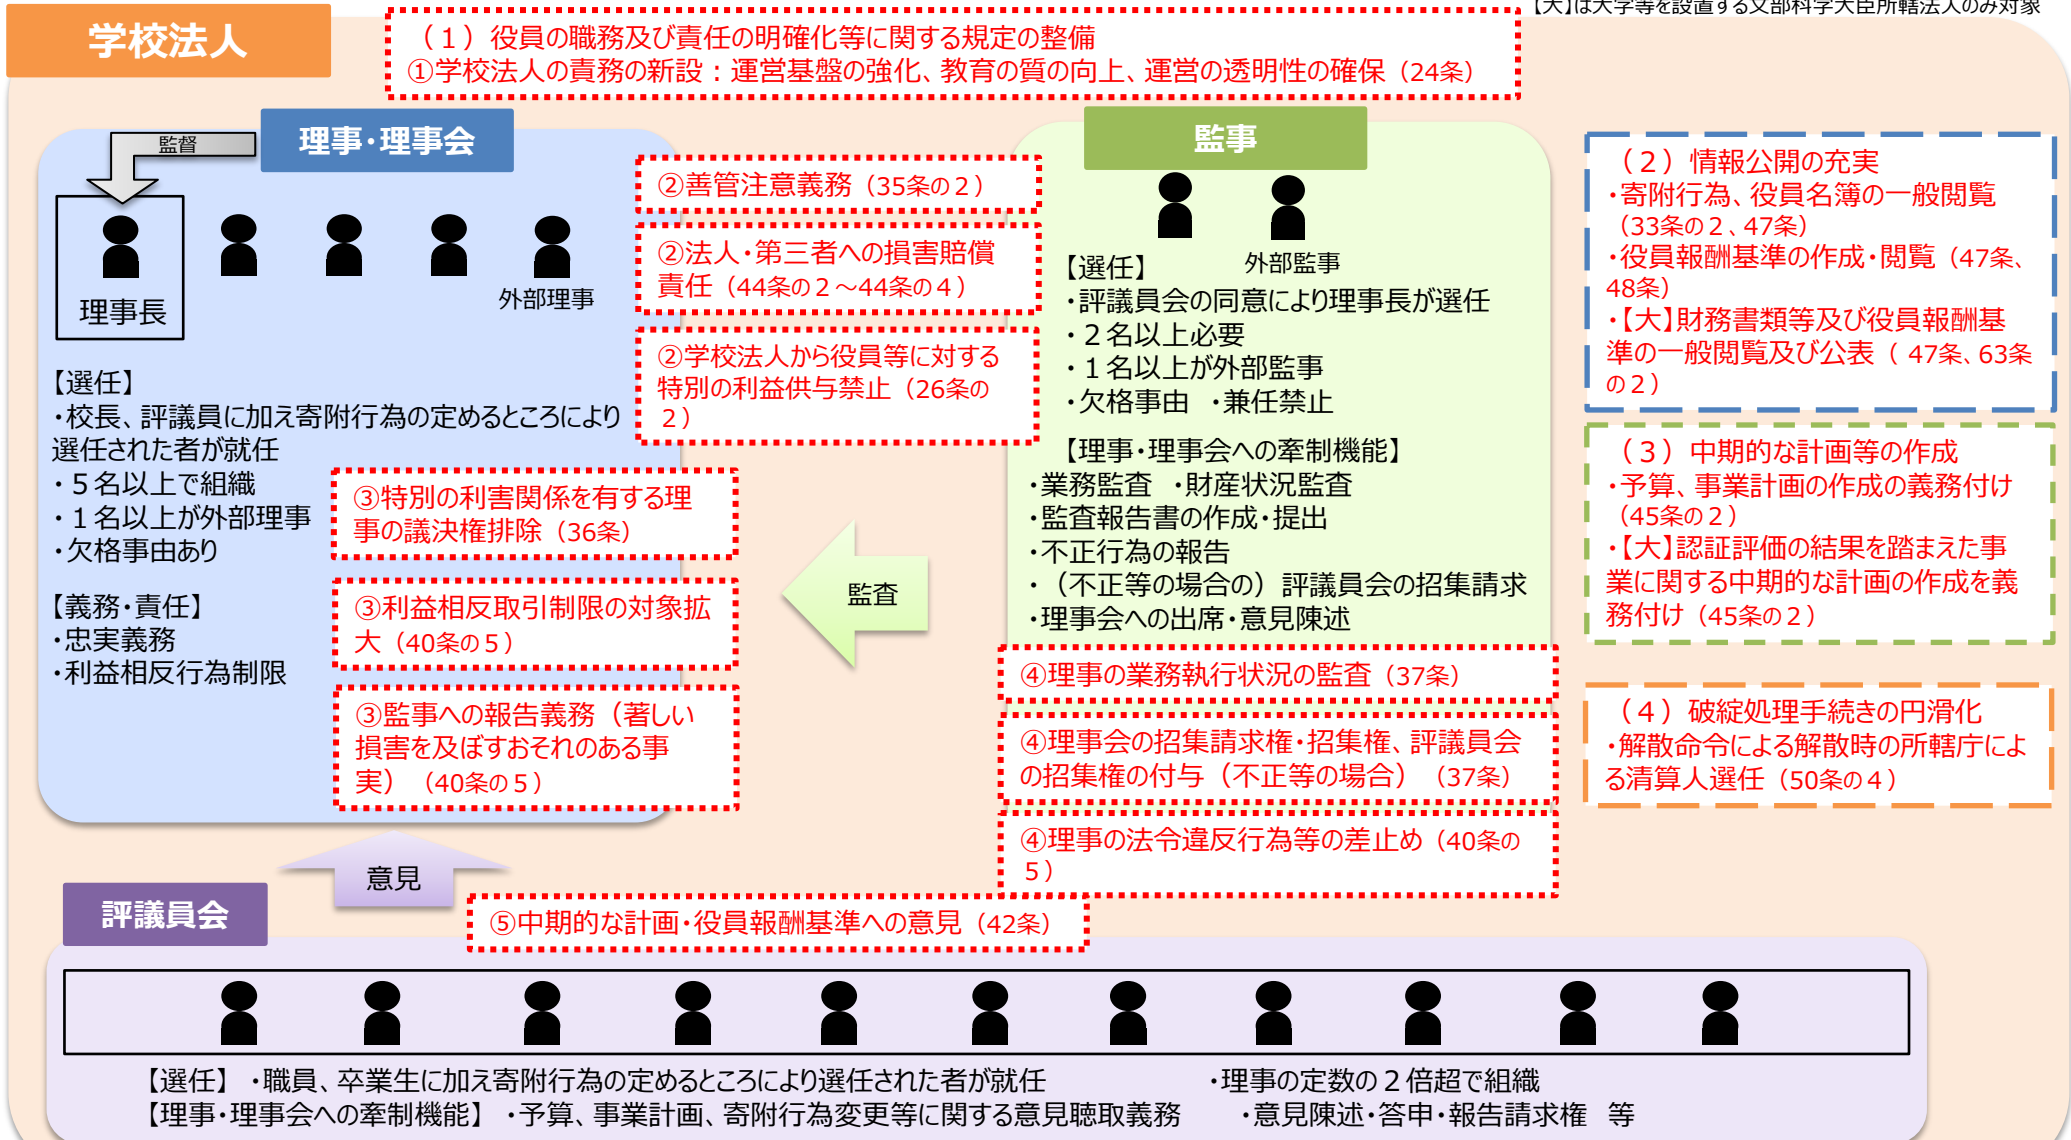 【大】は大学等を設置する文部科学大臣所轄法人のみ対象
学校法人
（１）役員の職務及び責任の明確化等に関する規定の整備
①学校法人の責務の新設：運営基盤の強化、教育の質の向上、運営の透明性の確保（24条）
理事・理事会
監督
理事長
外部理事
【選任】
・校長、評議員に加え寄附行為の定めるところにより
選任された者が就任
・５名以上で組織
・１名以上が外部理事
・欠格事由あり
【義務・責任】
・忠実義務
・利益相反行為制限
②善管注意義務（35条の２）
②法人・第三者への損害賠償
責任（44条の２～44条の４）
②学校法人から役員等に対する
特別の利益供与禁止（26条の
２）
③特別の利害関係を有する理
事の議決権排除（36条）
③利益相反取引制限の対象拡
大（40条の５）
③監事への報告義務（著しい
損害を及ぼすおそれのある事
実）（40条の５）
監査
監事
外部監事
【選任】
・評議員会の同意により理事長が選任
・２名以上必要
・１名以上が外部監事
・欠格事由　・兼任禁止
【理事・理事会への牽制機能】
・業務監査　・財産状況監査
・監査報告書の作成・提出
・不正行為の報告
・（不正等の場合の）評議員会の招集請求
・理事会への出席・意見陳述
④理事の業務執行状況の監査（37条）
④理事会の招集請求権・招集権、評議員会
の招集権の付与（不正等の場合）（37条）
④理事の法令違反行為等の差止め（40条の
５）
（２）情報公開の充実
・寄附行為、役員名簿の一般閲覧
（33条の２、47条）
・役員報酬基準の作成・閲覧（47条、
48条）
・【大】財務書類等及び役員報酬基
準の一般閲覧及び公表（ 47条、63条
の２）
（３）中期的な計画等の作成
・予算、事業計画の作成の義務付け
（45条の２）
・【大】認証評価の結果を踏まえた事
業に関する中期的な計画の作成を義
務付け（45条の２）
（４）破綻処理手続きの円滑化
・解散命令による解散時の所轄庁によ
る清算人選任（50条の４）
意見
評議員会
⑤中期的な計画・役員報酬基準への意見（42条）
【選任】・職員、卒業生に加え寄附行為の定めるところにより選任された者が就任　・理事の定数の２倍超で組織
【理事・理事会への牽制機能】・予算、事業計画、寄附行為変更等に関する意見聴取義務　・意見陳述・答申・報告請求権　等